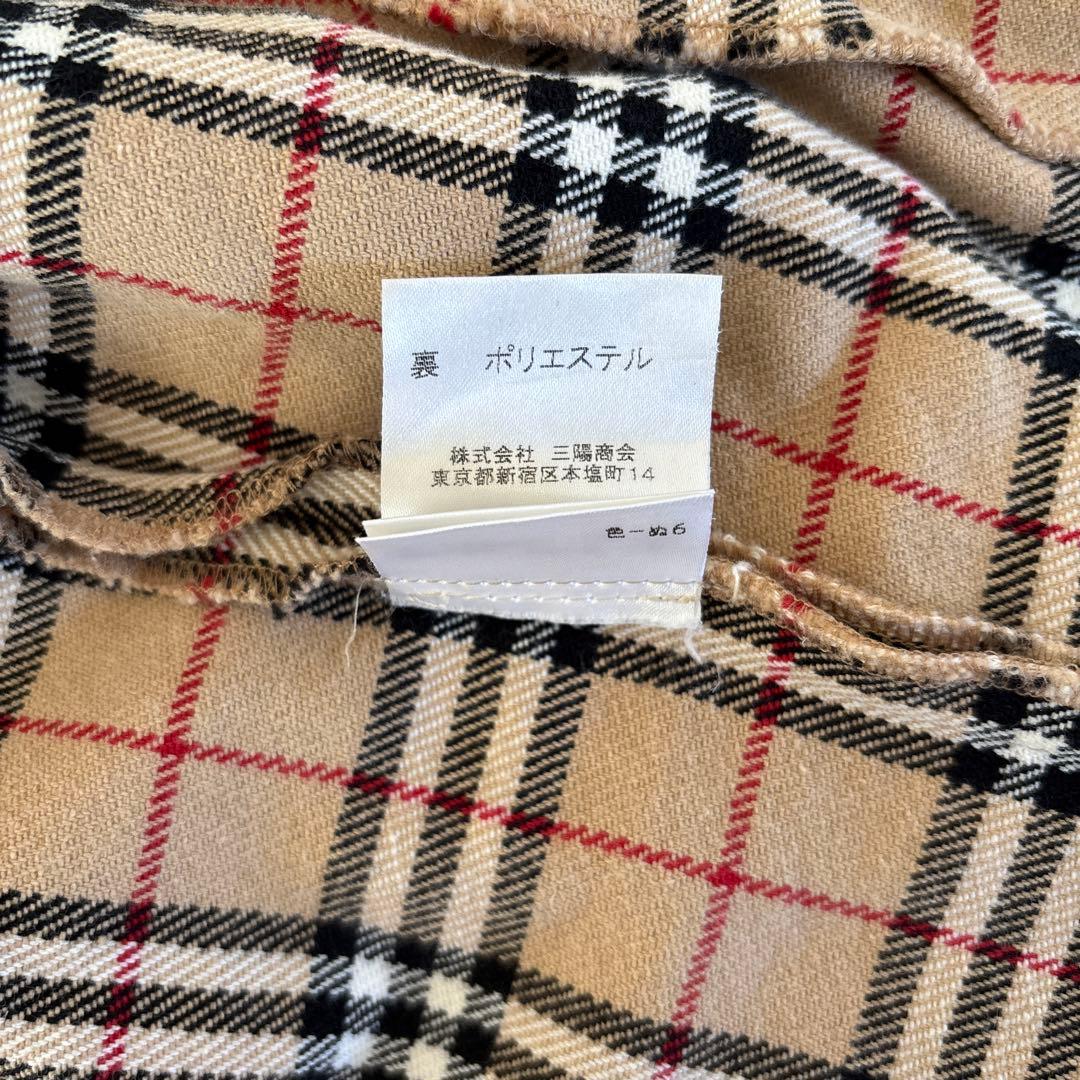 裏 ポリエステル
株式会社 三陽商会
東京都新宿区本塩町14
色ーぬ6